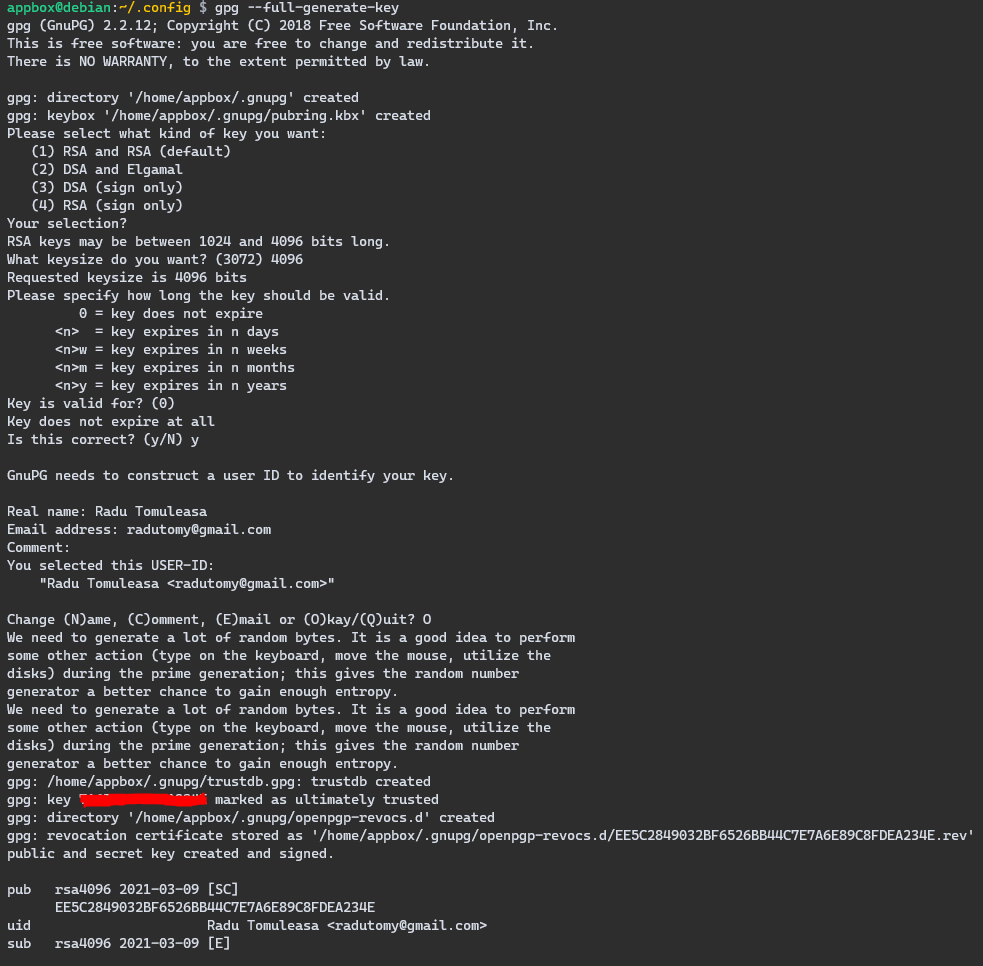 appbox@debian:~/.config $ gpg --full-generate-key
gpg (GnuPG) 2.2.12; Copyright (C) 2018 Free Software Foundation, Inc.
This is free software: you are free to change and redistribute it.
There is NO WARRANTY, to the extent permitted by law.

gpg: directory '/home/appbox/.gnupg' created
gpg: keybox '/home/appbox/.gnupg/pubring.kbx' created
Please select what kind of key you want:
   (1) RSA and RSA (default)
   (2) DSA and Elgamal
   (3) DSA (sign only)
   (4) RSA (sign only)
Your selection?
RSA keys may be between 1024 and 4096 bits long.
What keysize do you want? (3072) 4096
Requested keysize is 4096 bits
Please specify how long the key should be valid.
         0 = key does not expire
      <n>  = key expires in n days
      <n>w = key expires in n weeks
      <n>m = key expires in n months
      <n>y = key expires in n years
Key is valid for? (0)
Key does not expire at all
Is this correct? (y/N) y

GnuPG needs to construct a user ID to identify your key.

Real name: Radu Tomuleasa
Email address: radutomy@gmail.com
Comment:
You selected this USER-ID:
    "Radu Tomuleasa <radutomy@gmail.com>"

Change (N)ame, (C)omment, (E)mail or (O)kay/(Q)uit? O
We need to generate a lot of random bytes. It is a good idea to perform
some other action (type on the keyboard, move the mouse, utilize the
disks) during the prime generation; this gives the random number
generator a better chance to gain enough entropy.
We need to generate a lot of random bytes. It is a good idea to perform
some other action (type on the keyboard, move the mouse, utilize the
disks) during the prime generation; this gives the random number
generator a better chance to gain enough entropy.
gpg: /home/appbox/.gnupg/trustdb.gpg: trustdb created
gpg: key marked as ultimately trusted
gpg: directory '/home/appbox/.gnupg/openpgp-revocs.d' created
gpg: revocation certificate stored as '/home/appbox/.gnupg/openpgp-revocs.d/EE5C2849032BF6526BB44C7E7A6E89C8FDEA234E.rev'
public and secret key created and signed.

pub   rsa4096 2021-03-09 [SC]
      EE5C2849032BF6526BB44C7E7A6E89C8FDEA234E
uid                      Radu Tomuleasa <radutomy@gmail.com>
sub   rsa4096 2021-03-09 [E]